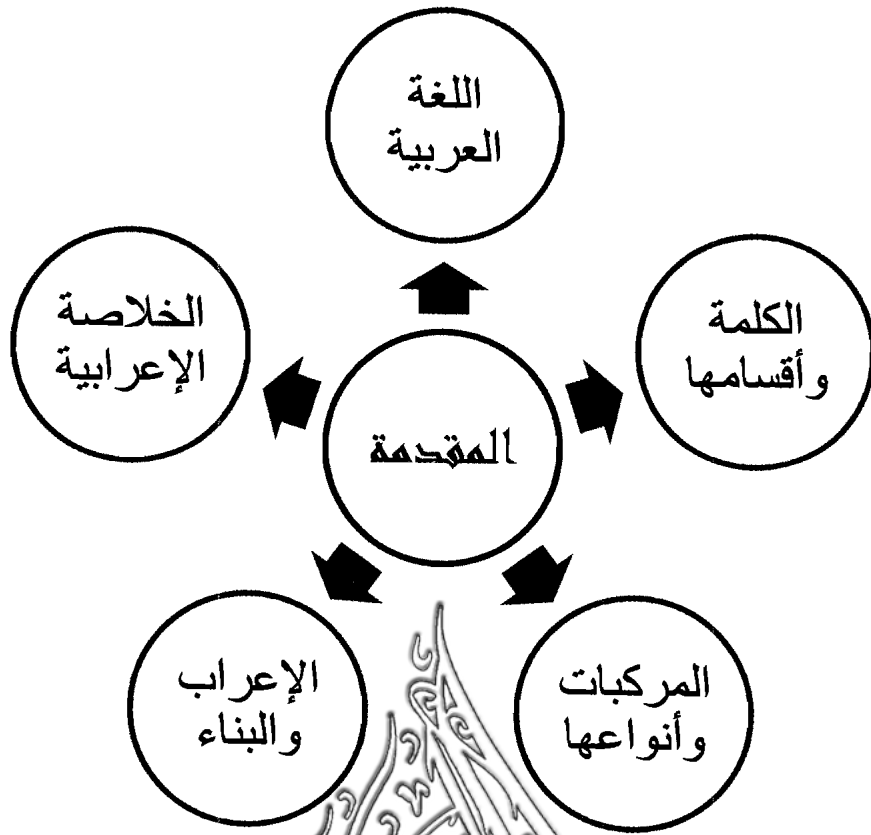 اللغة
العربية
الكلمة
وأقسامها
المركبات
وأنواعها
الإعراب
والبناء
الخلاصة
الإعرابية
المقدمة